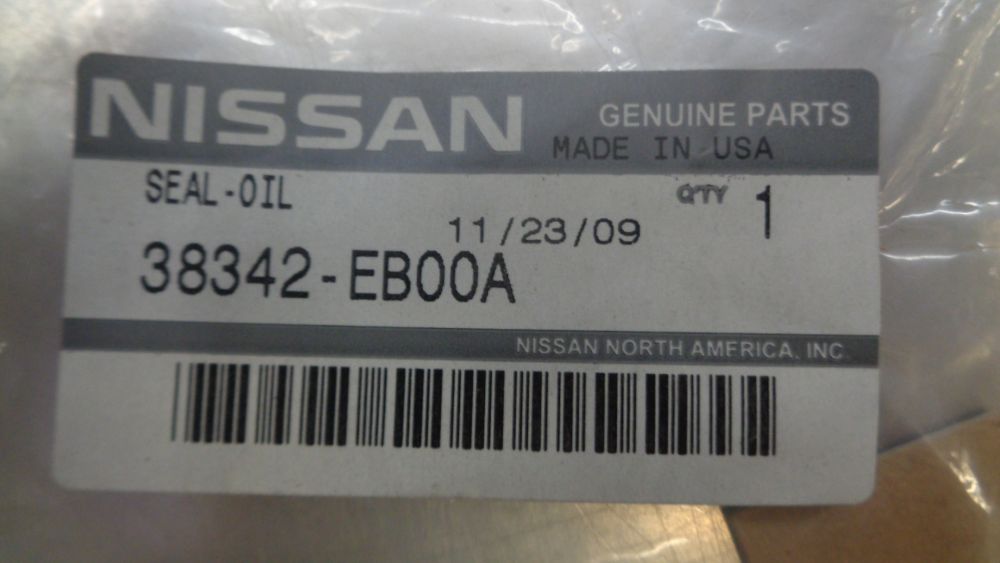 NISSAN GENUINE PARTS
MADE IN USA
SEAL-OIL QTY 1
11/23/09
38342-EB00A
NISSAN NORTH AMERICA, INC.